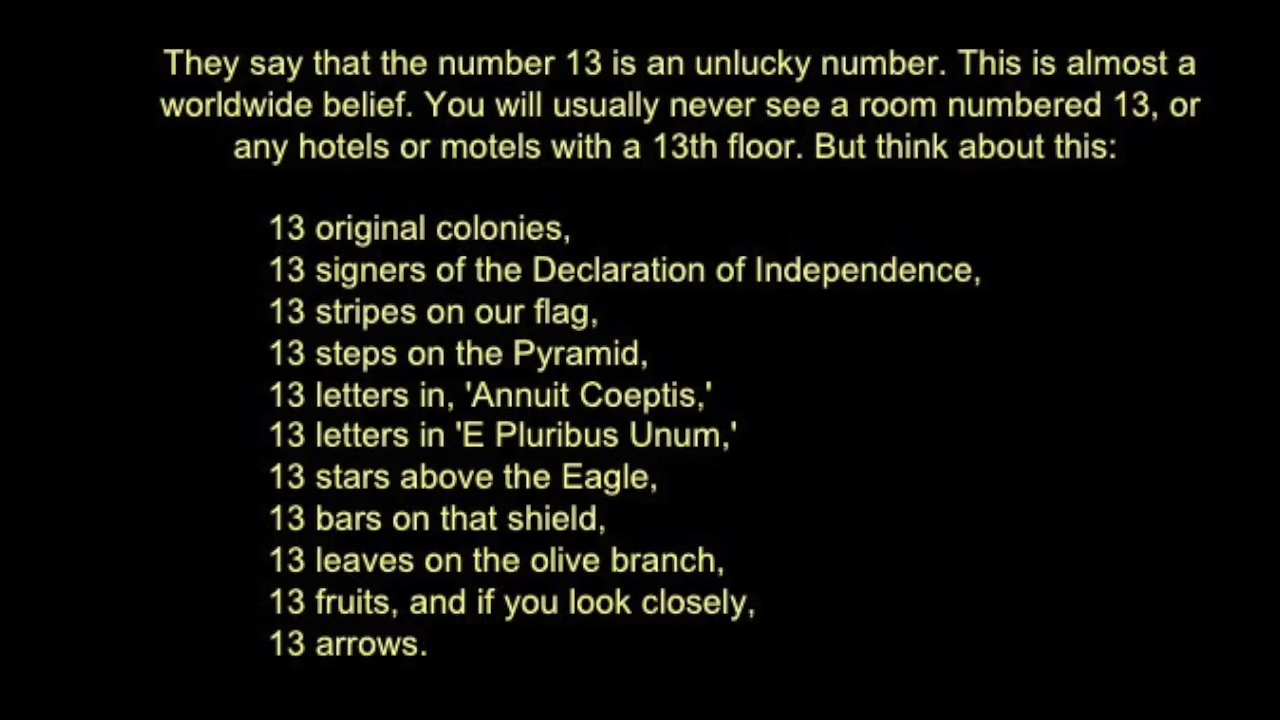 They say that the number 13 is an unlucky number. This is almost a
worldwide belief. You will usually never see a room numbered 13, or
any hotels or motels with a 13th floor. But think about this:
13 original colonies,
13 signers of the Declaration of Independence,
13 stripes on our flag,
13 steps on the Pyramid,
13 letters in, 'Annuit Coeptis,'
13 letters in 'E Pluribus Unum,'
13 stars above the Eagle,
13 bars on that shield,
13 leaves on the olive branch,
13 fruits, and if you look closely,
13 arrows.